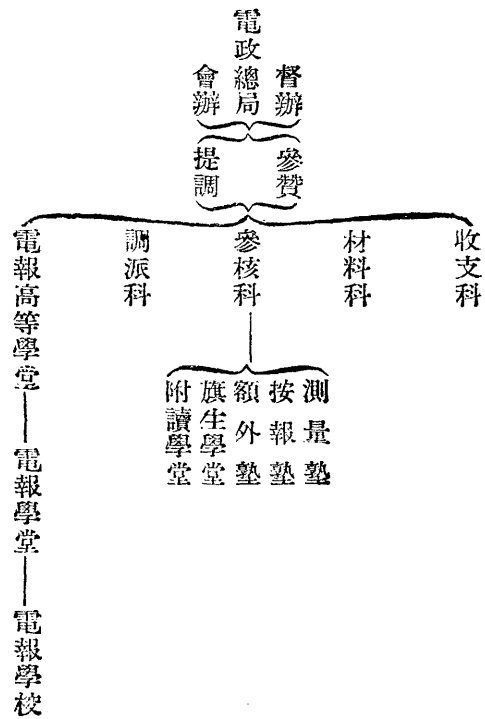 督辦
電政總局
會辦
參贊
提調
收支科
材料科
參核科
調派科
電報高等學堂
測量塾
按報塾
額外塾
旗生學堂
附讀學堂
電報學堂
電報學校